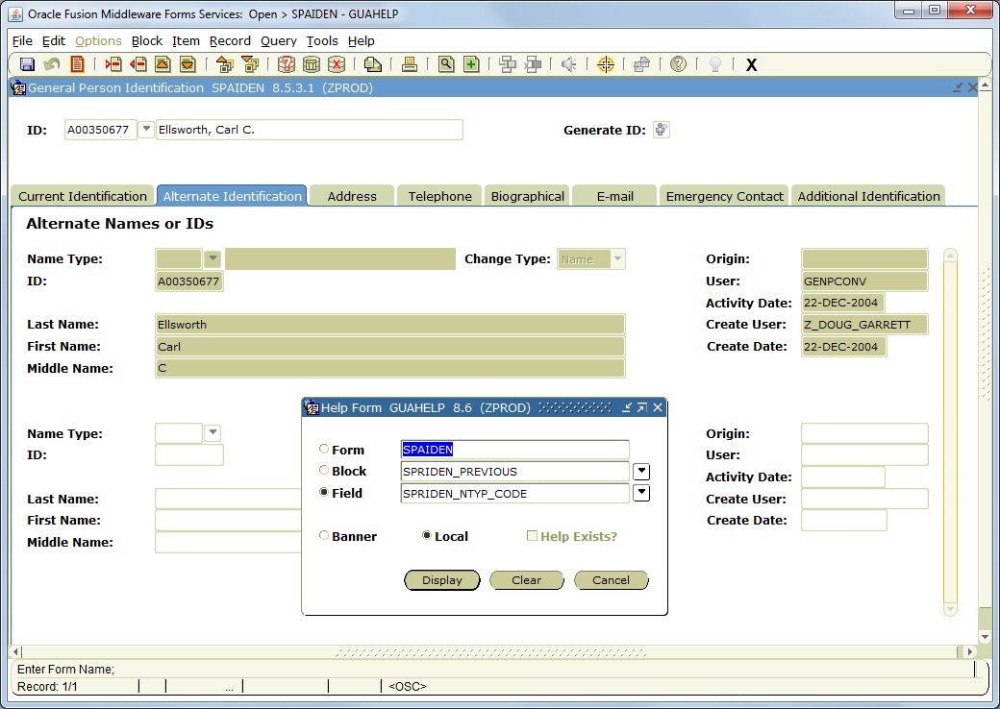 Oracle Fusion Middleware Forms Services:  Open > SPAIDEN - GUAHELP
File Edit Options Block Item Record Query Tools Help
X
General Person Identification  SPAIDEN  8.5.3.1  (ZPROD)
ID: A00350677 Ellsworth, Carl C. Generate ID:
Current Identification Alternate Identification Address Telephone Biographical E-mail Emergency Contact Additional Identification
Alternate Names or IDs
Name Type: Change Type: Name Origin:
ID: A00350677 User: GENPCONV
Activity Date: 22-DEC-2004
Last Name: Ellsworth Create User: Z_DOUG_GARRETT
First Name: Carl Create Date: 22-DEC-2004
Middle Name: C
Help Form  GUAHELP  8.6  (ZPROD)
Form SPAIDEN
Block SPRIDEN_PREVIOUS
Field SPRIDEN_NTYP_CODE
Banner Local Help Exists?
Display Clear Cancel
Name Type: Origin:
ID: User:
Activity Date:
Last Name: Create User:
First Name: Create Date:
Middle Name:
Enter Form Name;
Record: 1/1 ... <OSC>